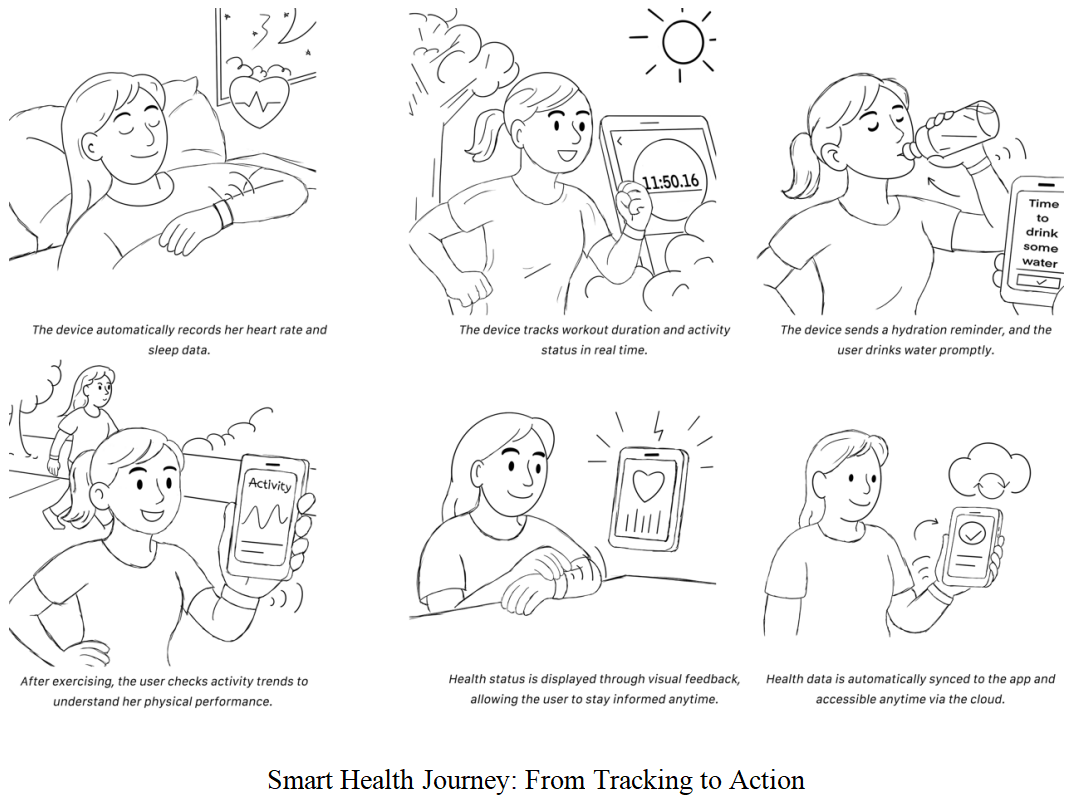 11:50.16
Time
to
drink
some
water
The device automatically records her heart rate and
sleep data.
The device tracks workout duration and activity
status in real time.
The device sends a hydration reminder, and the
user drinks water promptly.
Activity
After exercising, the user checks activity trends to
understand her physical performance.
Health status is displayed through visual feedback,
allowing the user to stay informed anytime.
Health data is automatically synced to the app and
accessible anytime via the cloud.
Smart Health Journey: From Tracking to Action